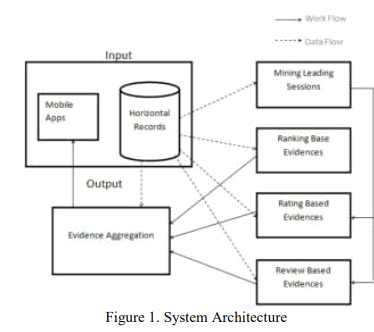 Work Flow
Data Flow
Input
Mobile
Apps
Horizontal
Records
Mining Leading
Sessions
Ranking Base
Evidences
Output
Evidence Aggregation
Rating Based
Evidences
Review Based
Evidences
Figure 1. System Architecture